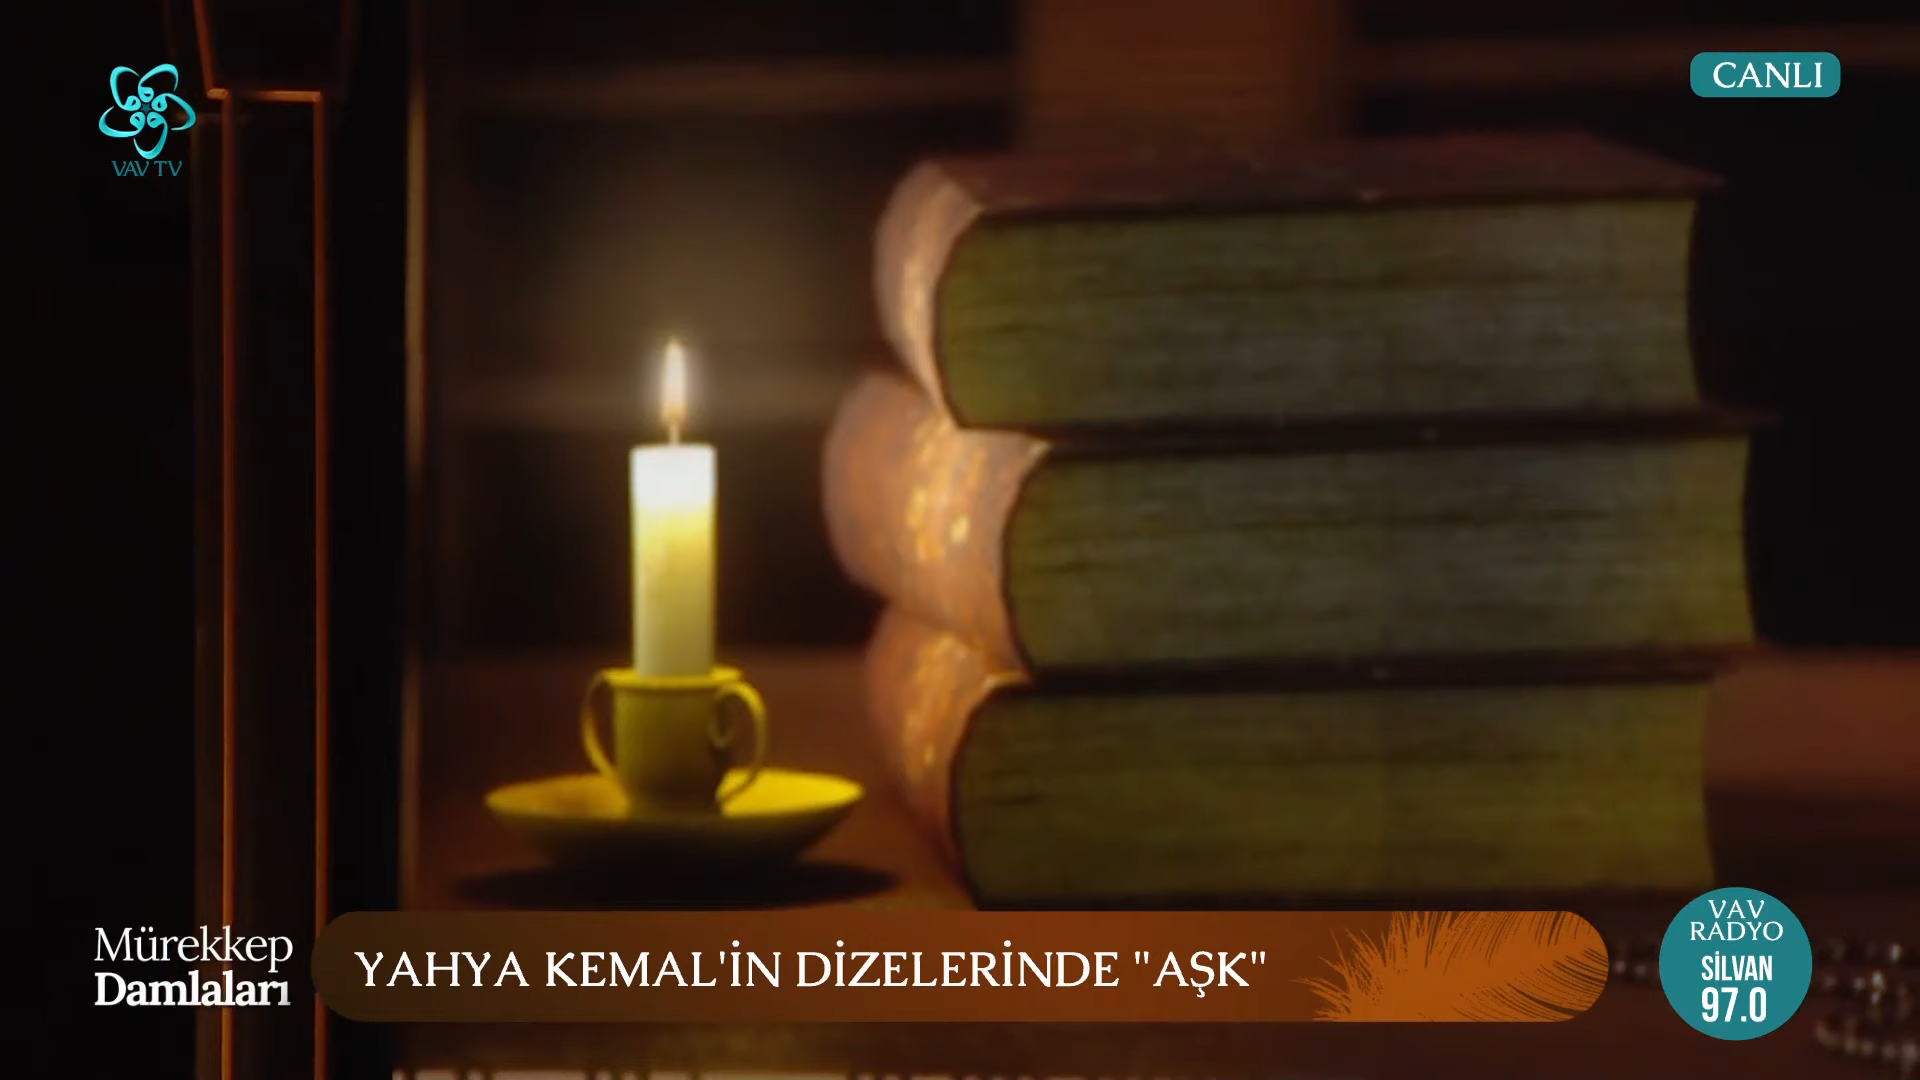 VAV TV
CANLI
Mürekkep
Damlaları
YAHYA KEMAL'İN DİZELERİNDE "AŞK"
VAV
RADYO
SİLVAN
97.0